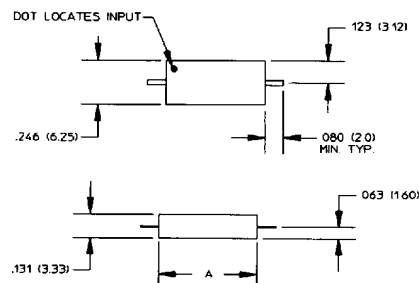 DOT LOCATES INPUT
.123 (3.12)
.246 (6.25)
.080 (2.0)
MIN. TYP.
.063 (1.60)
.131 (3.33)
A